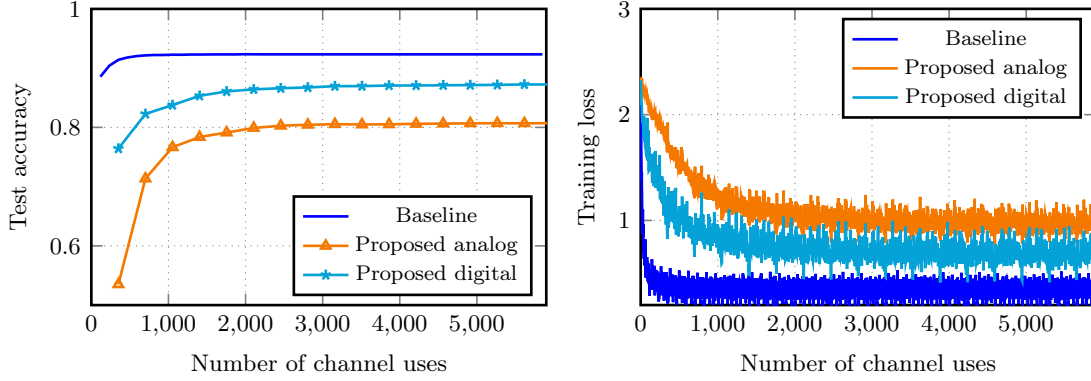 1
0.8
0.6
Test accuracy
Baseline
Proposed analog
Proposed digital
0 1,000 2,000 3,000 4,000 5,000
Number of channel uses
3
2
1
Training loss
Baseline
Proposed analog
Proposed digital
0 1,000 2,000 3,000 4,000 5,000
Number of channel uses